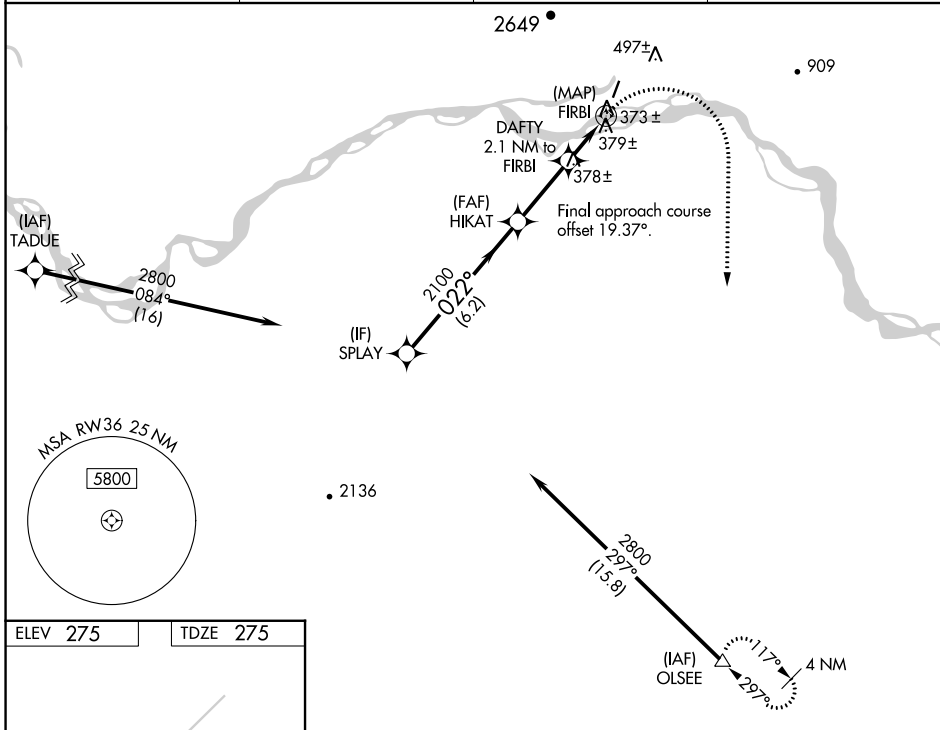 2649
497±
909
(MAP)
FIRBI
373±
DAFTY
2.1 NM to
FIRBI
379±
378±
(FAF)
HIKAT
Final approach course
offset 19.37°.
(IAF)
TADUE
2800
084°
(16)
2100
022°
(6.2)
(IF)
SPLAY
MSA RW36 25 NM
5800
2136
2800
297°
(15.8)
(IAF)
OLSEE
117°
297°
4 NM
ELEV 275
TDZE 275